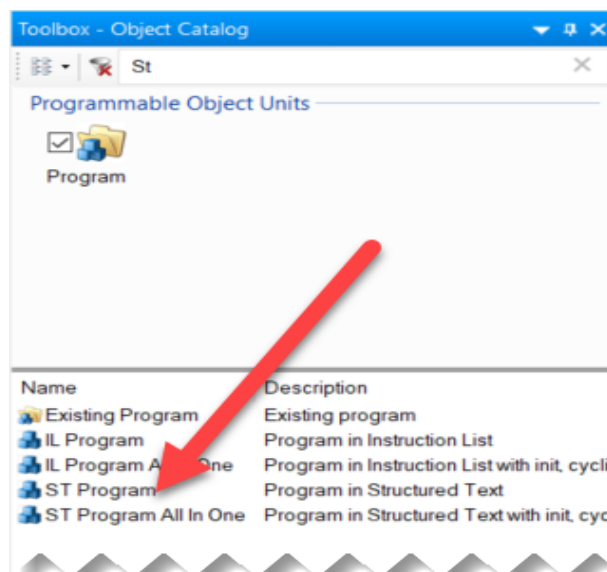 Toolbox - Object Catalog
St
Programmable Object Units
Program
Name Description
Existing Program Existing program
IL Program Program in Instruction List
IL Program One Program in Instruction List with init, cycli
ST Program Program in Structured Text
ST Program All In One Program in Structured Text with init, cyc